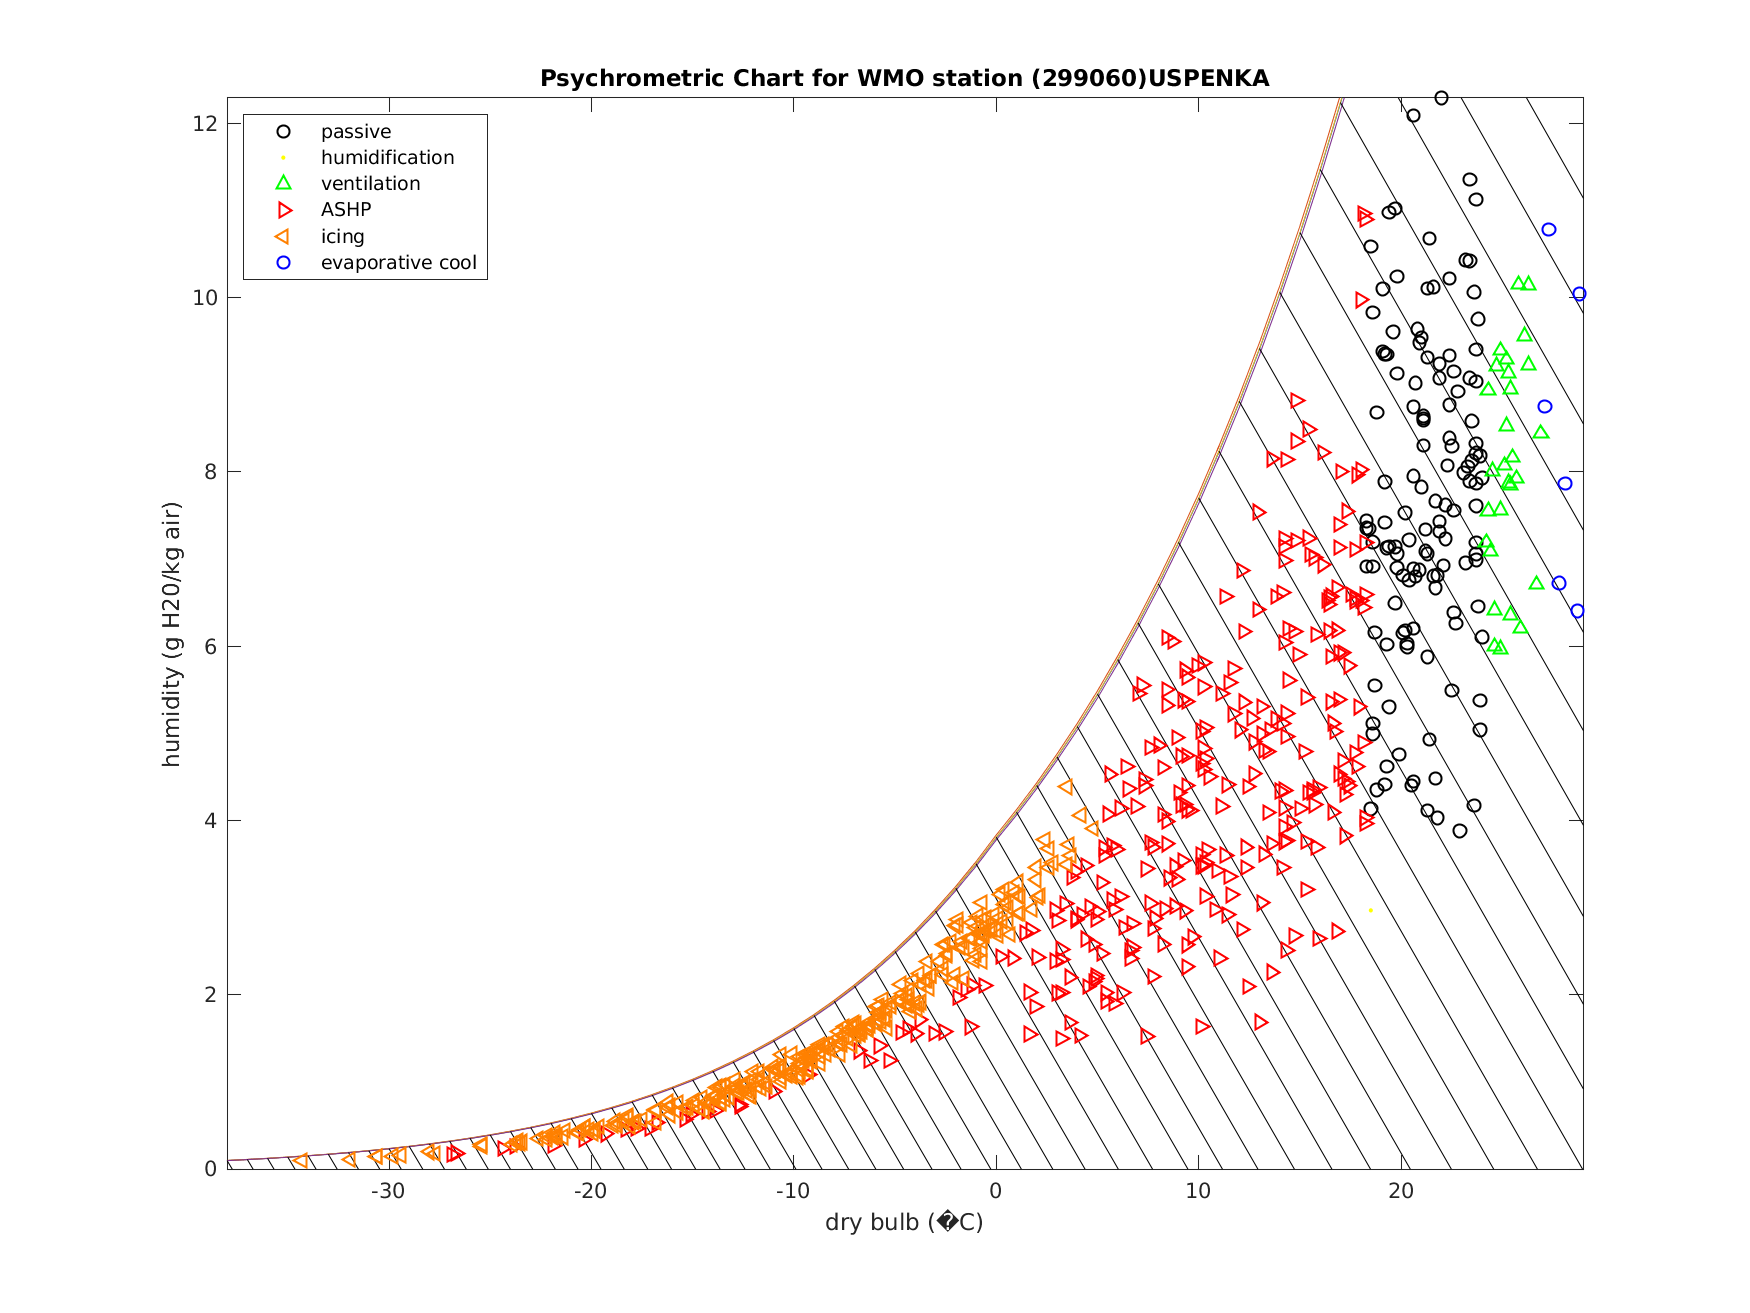 Psychrometric Chart for WMO station (299060)USPENKA
passive
humidification
ventilation
ASHP
icing
evaporative cool
12
10
8
6
4
2
0
humidity (g H20/kg air)
-30 -20 -10 0 10 20
dry bulb (�C)